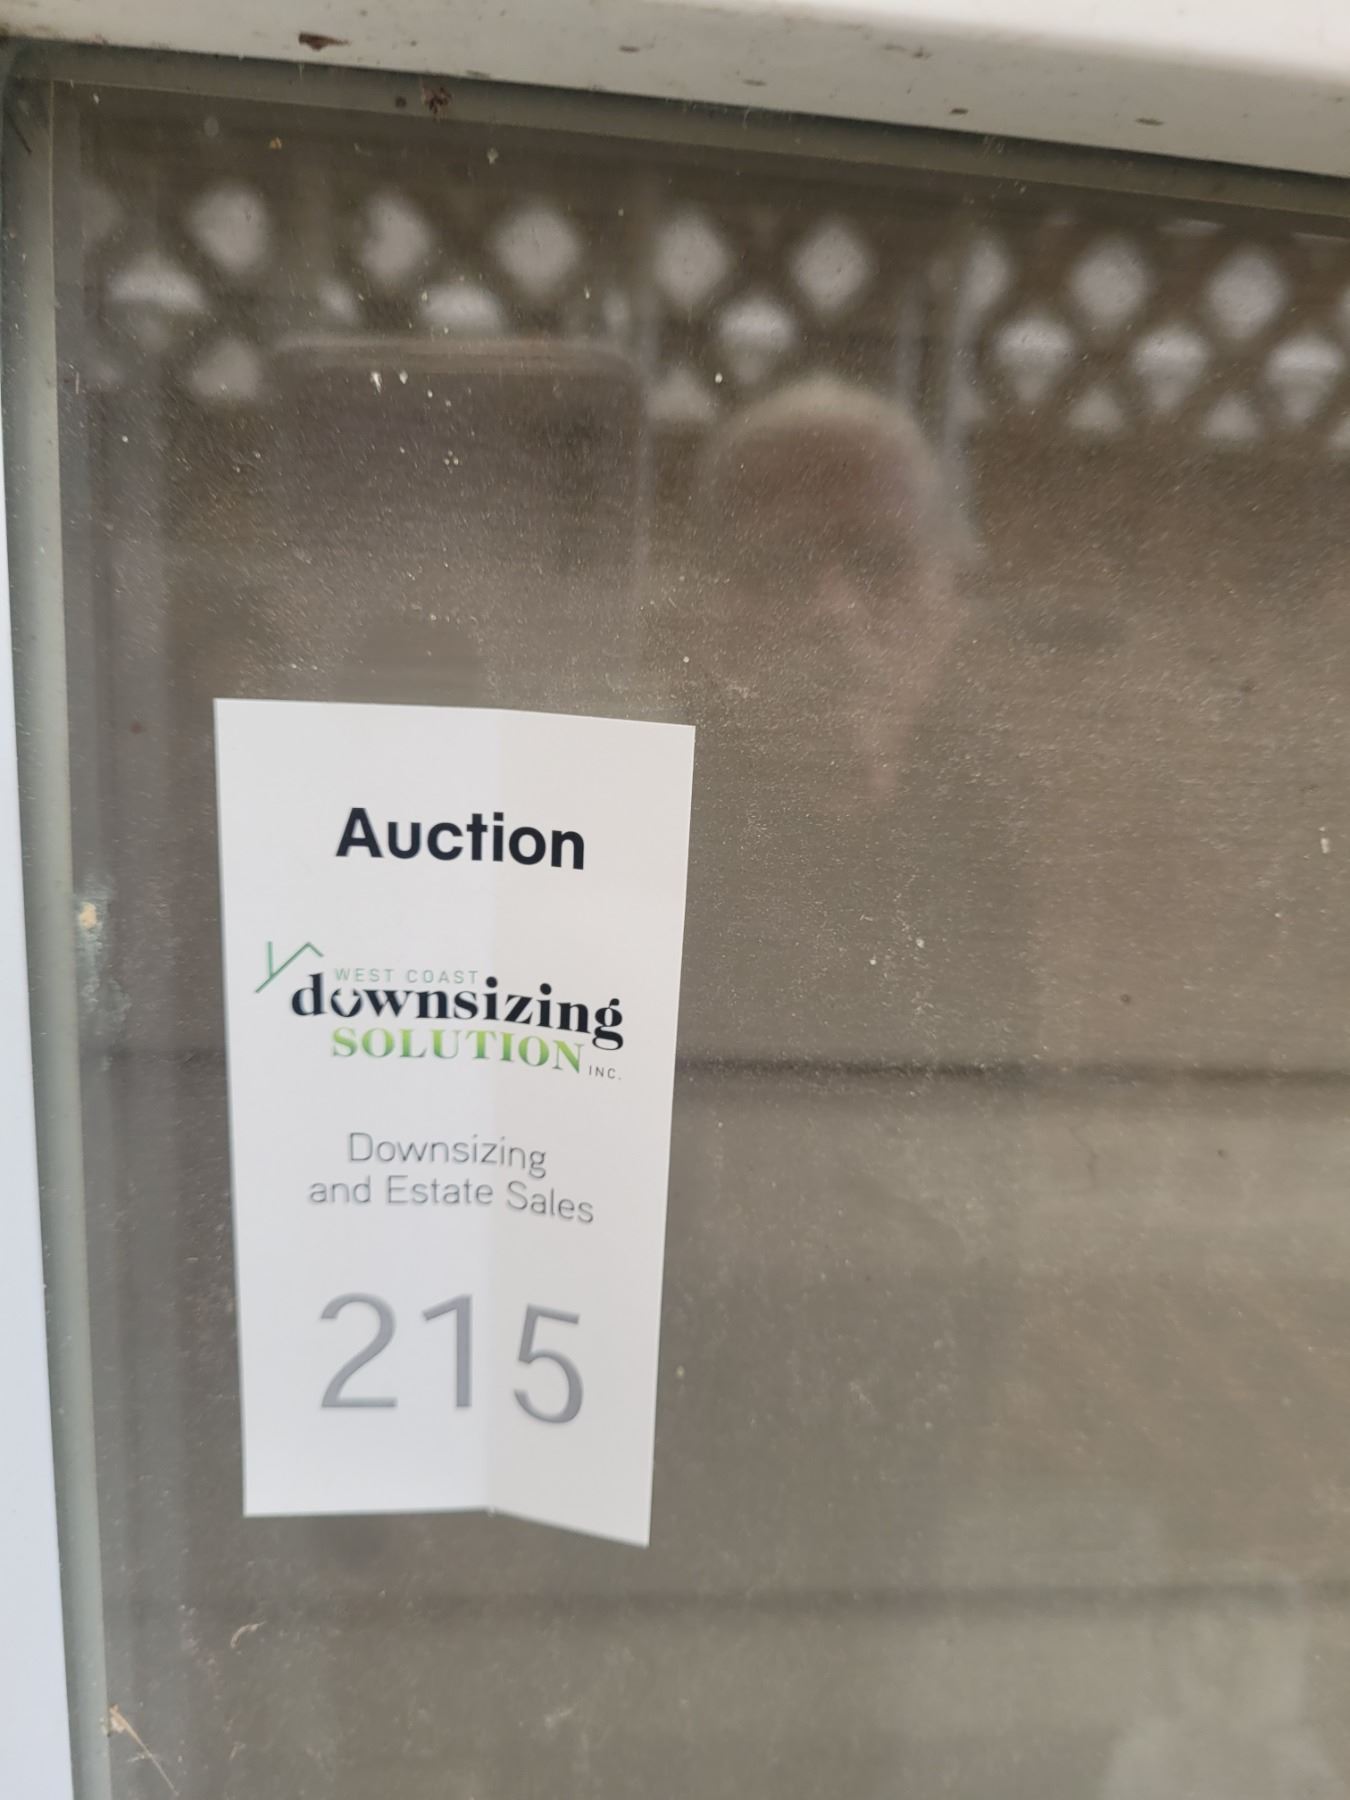 Auction
WEST COAST
downsizing
SOLUTION INC.
Downsizing
and Estate Sales
215